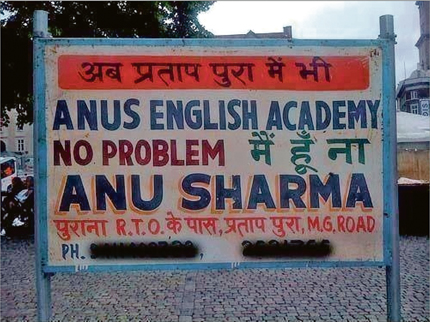 अब प्रताप पुरा में भी
ANUS ENGLISH ACADEMY
NO PROBLEM मैं हूँ ना
ANU SHARMA
पुराना R.T.O. के पास, प्रताप पुरा, M.G. ROAD
PH.